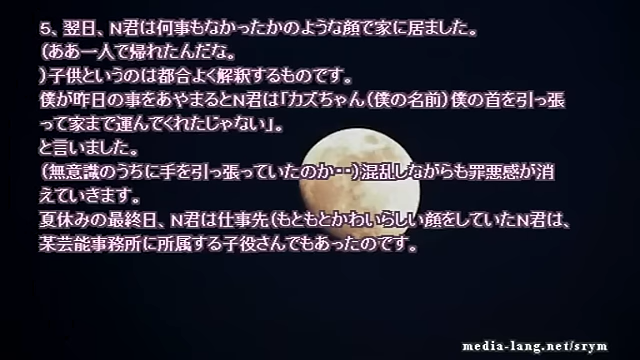 ５、翌日、N君は何事もなかったかのような顔で家に居ました。
（ああ一人で帰れたんだな。
）子供というのは都合よく解釈するものです。
僕が昨日の事をあやまるとN君は「カズちゃん（僕の名前）僕の首を引っ張
って家まで運んでくれたじゃない」。
と言いました。
（無意識のうちに手を引っ張っていたのか・・）混乱しながらも罪悪感が消
えていきます。
夏休みの最終日、N君は仕事先（もともとかわいらしい顔をしていたN君は、
某芸能事務所に所属する子役さんでもあったのです。
media-lang.net/srym